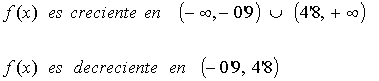 f(x) es creciente en (− ∞,− 0'9) ∪ (4'8, + ∞)
f(x) es decreciente en (− 0'9, 4'8)